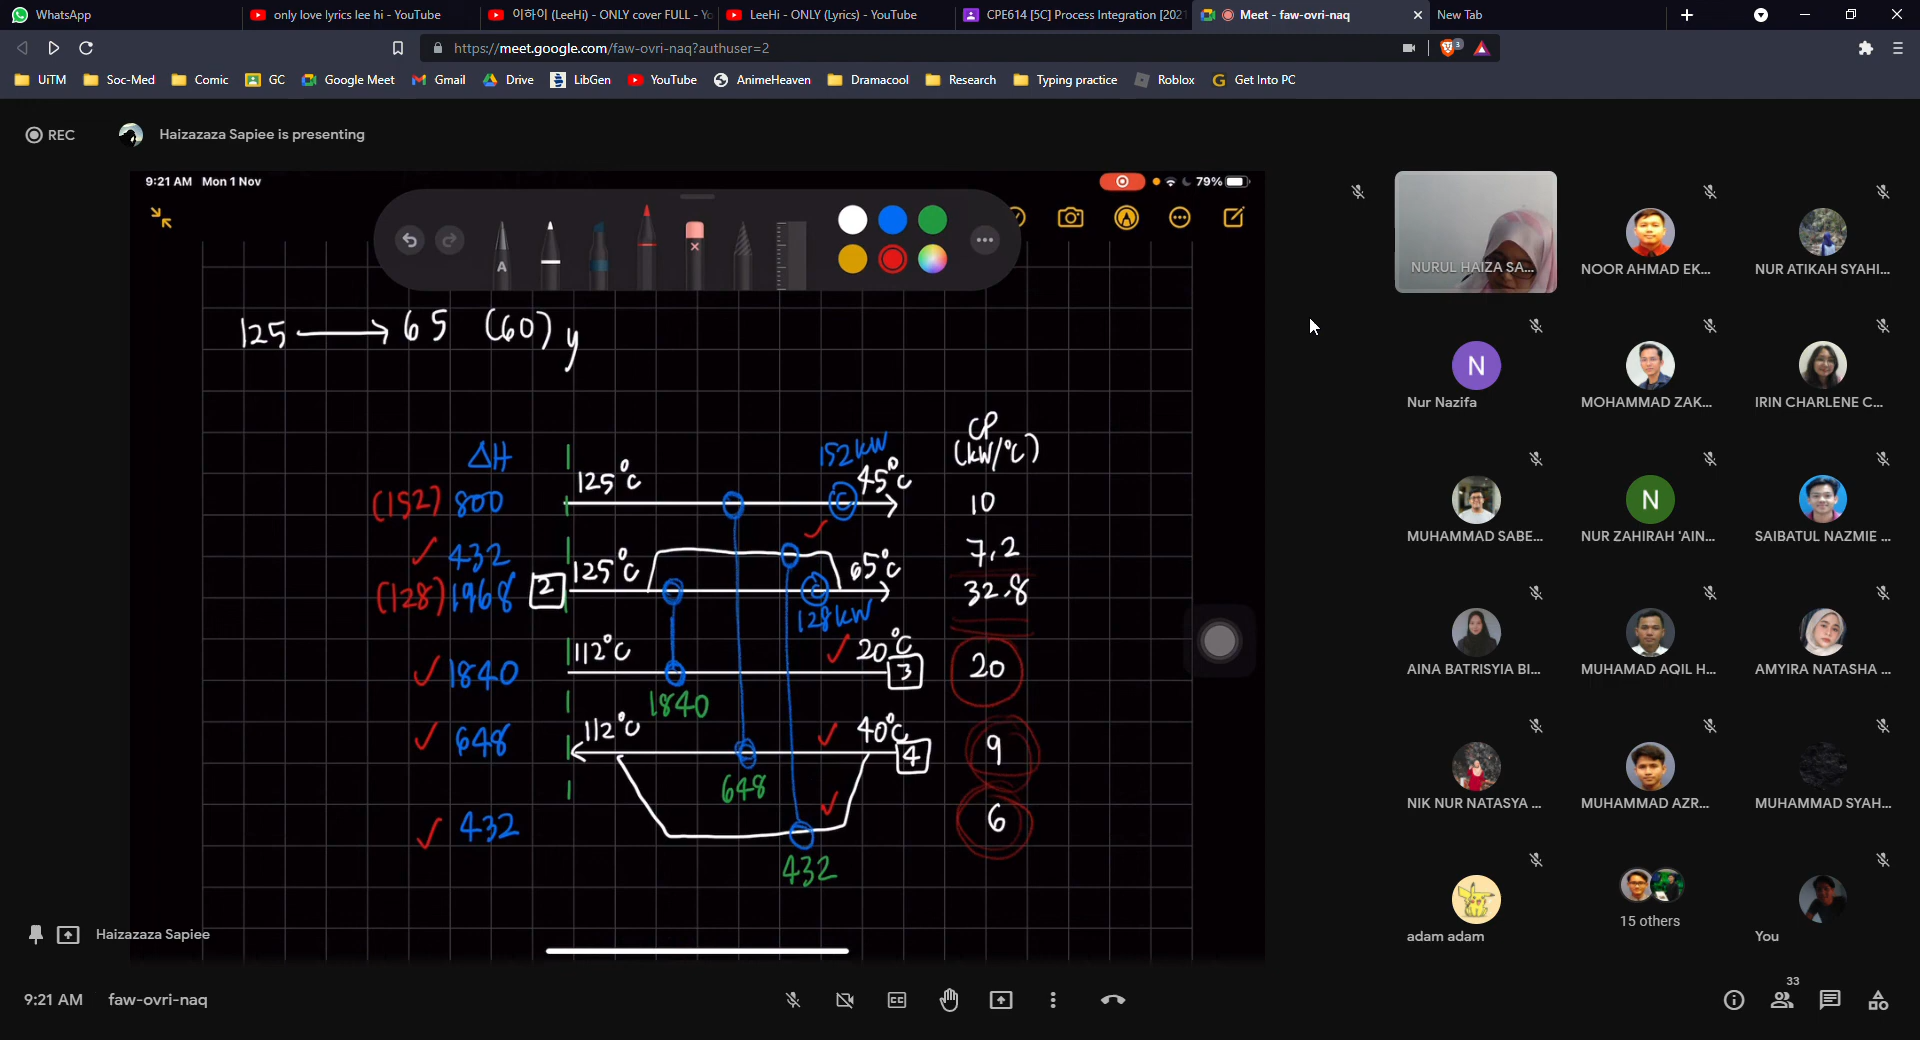 WhatsApp
only love lyrics lee hi - YouTube
이하이 (LeeHi) - ONLY cover FULL - Yo
LeeHi - ONLY (Lyrics) - YouTube
CPE614 [5C] Process Integration [2021
Meet - faw-ovri-naq
New Tab
https://meet.google.com/faw-ovri-naq?authuser=2
3
UiTM
Soc-Med
Comic
GC
Google Meet
Gmail
Drive
LibGen
YouTube
AnimeHeaven
Dramacool
Research
Typing practice
Roblox
Get Into PC
REC
Haizazaza Sapiee is presenting
9:21 AM Mon 1 Nov
79%
A
125 → 65 (60) y
ΔH
CP
(kW/°C)
152 kW
125°C
45°C
(152) 800
C
10
✓ 432
7.2
125°C
65°C
(128) 1968
2
C
32.8
128 kW
112°C
20°C
✓ 1840
3
20
1840
112°C
40°C
✓ 648
4
9
648
✓ 432
6
432
NURUL HAIZA SA...
NOOR AHMAD EK...
NUR ATIKAH SYAHI...
N
Nur Nazifa
MOHAMMAD ZAK...
IRIN CHARLENE C...
MUHAMMAD SABE...
N
NUR ZAHIRAH 'AIN...
SAIBATUL NAZMIE ...
AINA BATRISYIA BI...
MUHAMAD AQIL H...
AMYIRA NATASHA ...
NIK NUR NATASYA ...
MUHAMMAD AZR...
MUHAMMAD SYAH...
adam adam
15 others
You
Haizazaza Sapiee
9:21 AM
faw-ovri-naq
33